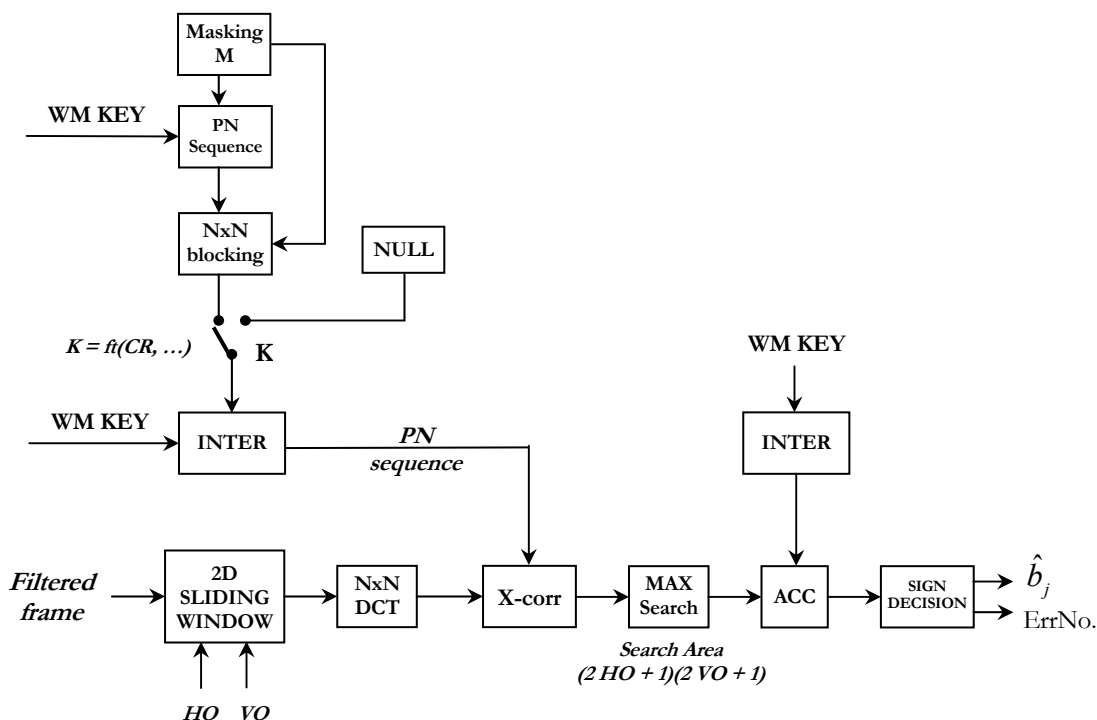 Masking
M
WM KEY
PN
Sequence
NxN
blocking
NULL
K = ft(CR, …)
K
WM KEY
WM KEY
INTER
PN
sequence
INTER
Filtered
frame
2D
SLIDING
WINDOW
NxN
DCT
X-corr
MAX
Search
ACC
SIGN
DECISION
b̂j
ErrNo.
Search Area
(2 HO + 1)(2 VO + 1)
HO VO